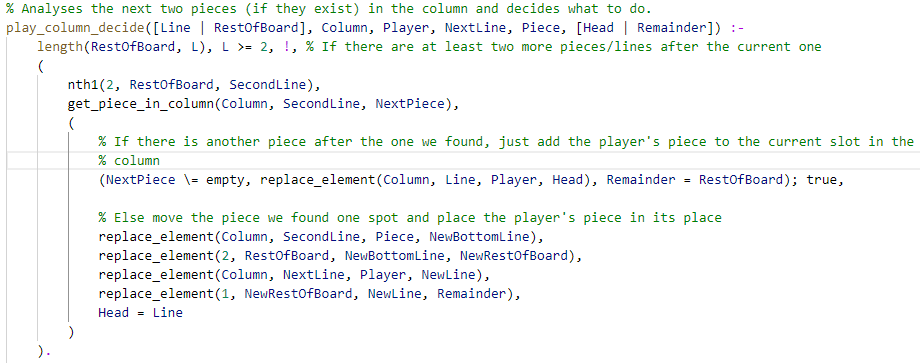 % Analyses the next two pieces (if they exist) in the column and decides what to do.
play_column_decide([Line | RestOfBoard], Column, Player, NextLine, Piece, [Head | Remainder]) :-
    length(RestOfBoard, L), L >= 2, !, % If there are at least two more pieces/lines after the current one
    (
        nth1(2, RestOfBoard, SecondLine),
        get_piece_in_column(Column, SecondLine, NextPiece),
        (
            % If there is another piece after the one we found, just add the player's piece to the current slot in the
            % column
            (NextPiece \= empty, replace_element(Column, Line, Player, Head), Remainder = RestOfBoard); true,

            % Else move the piece we found one spot and place the player's piece in its place
            replace_element(Column, SecondLine, Piece, NewBottomLine),
            replace_element(2, RestOfBoard, NewBottomLine, NewRestOfBoard),
            replace_element(Column, NextLine, Player, NewLine),
            replace_element(1, NewRestOfBoard, NewLine, Remainder),
            Head = Line
        )
    ).